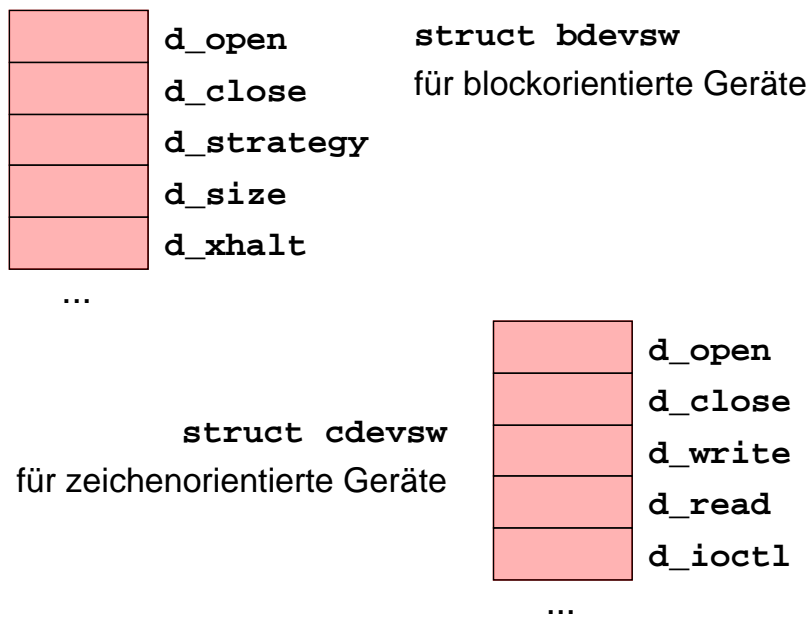 d_open
d_close
d_strategy
d_size
d_xhalt
...
struct bdevsw
für blockorientierte Geräte
struct cdevsw
für zeichenorientierte Geräte
d_open
d_close
d_write
d_read
d_ioctl
...